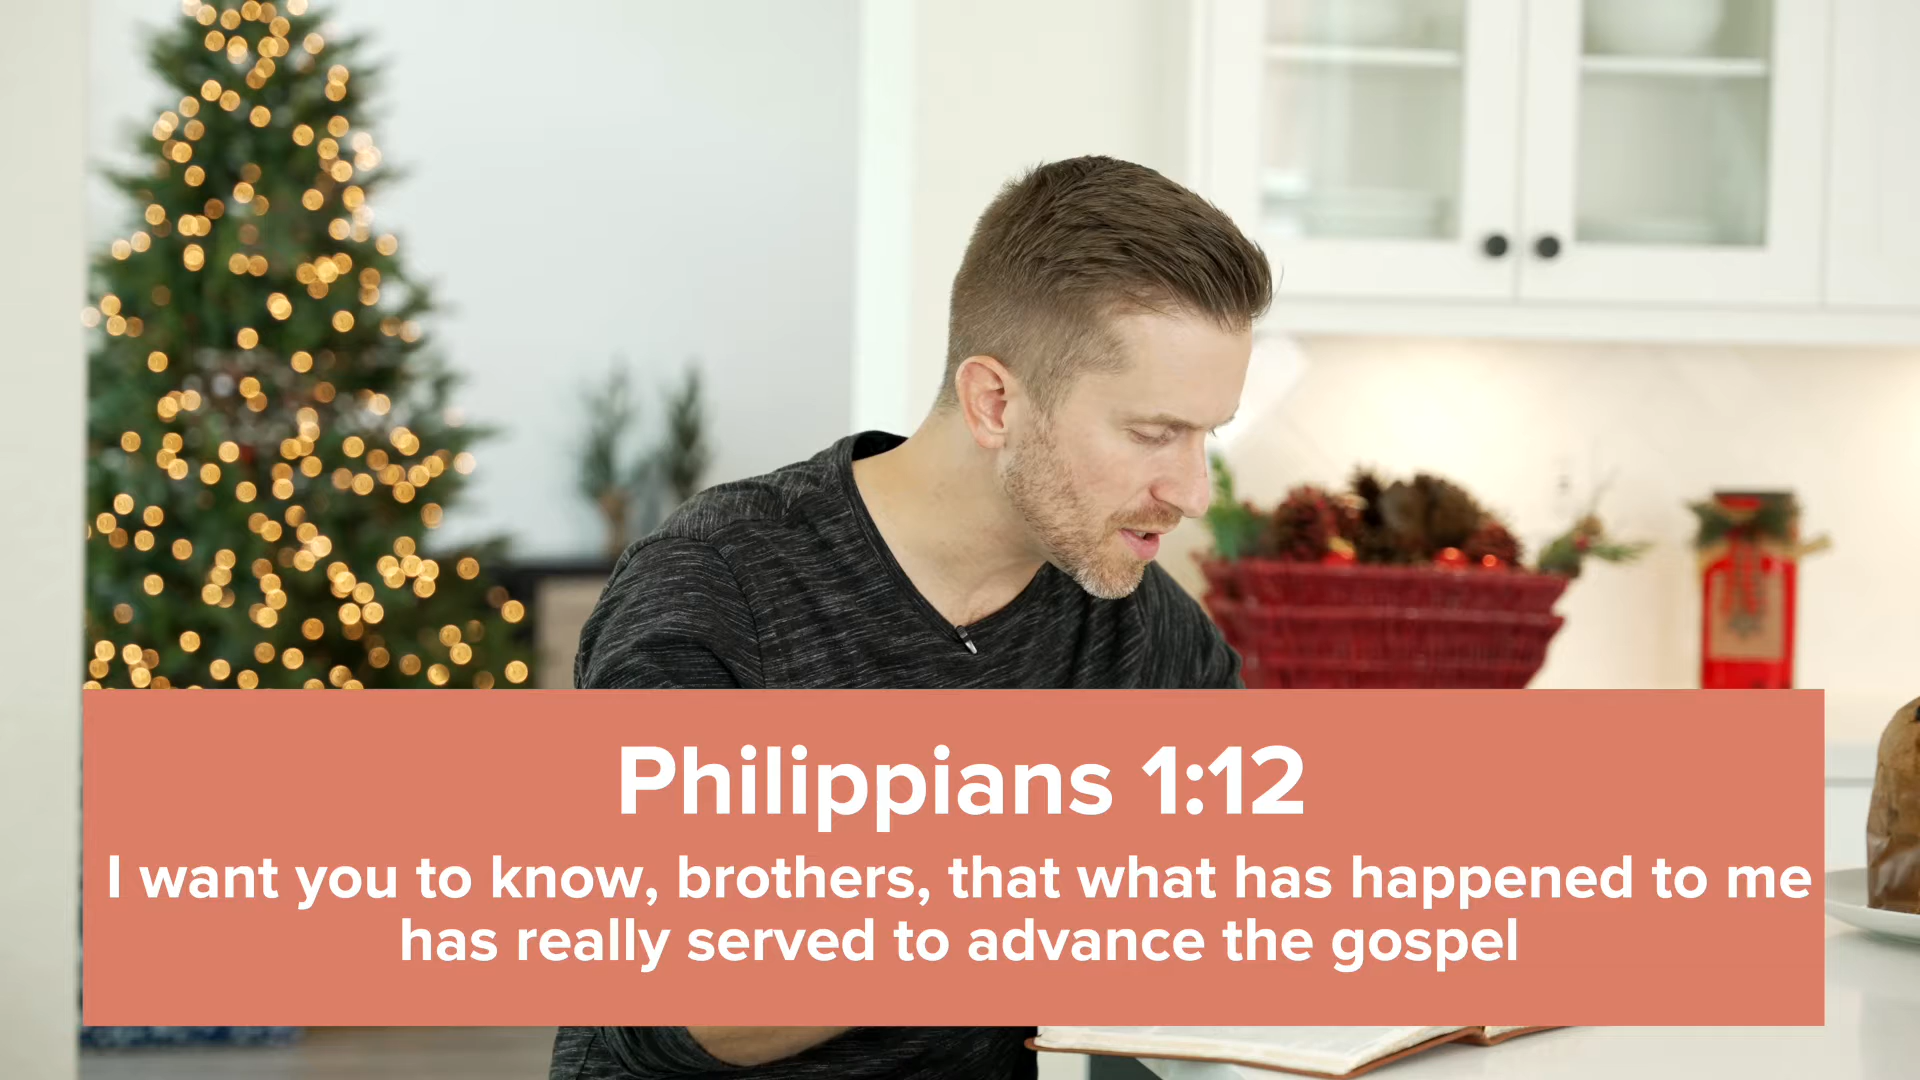 Philippians 1:12
I want you to know, brothers, that what has happened to me
has really served to advance the gospel